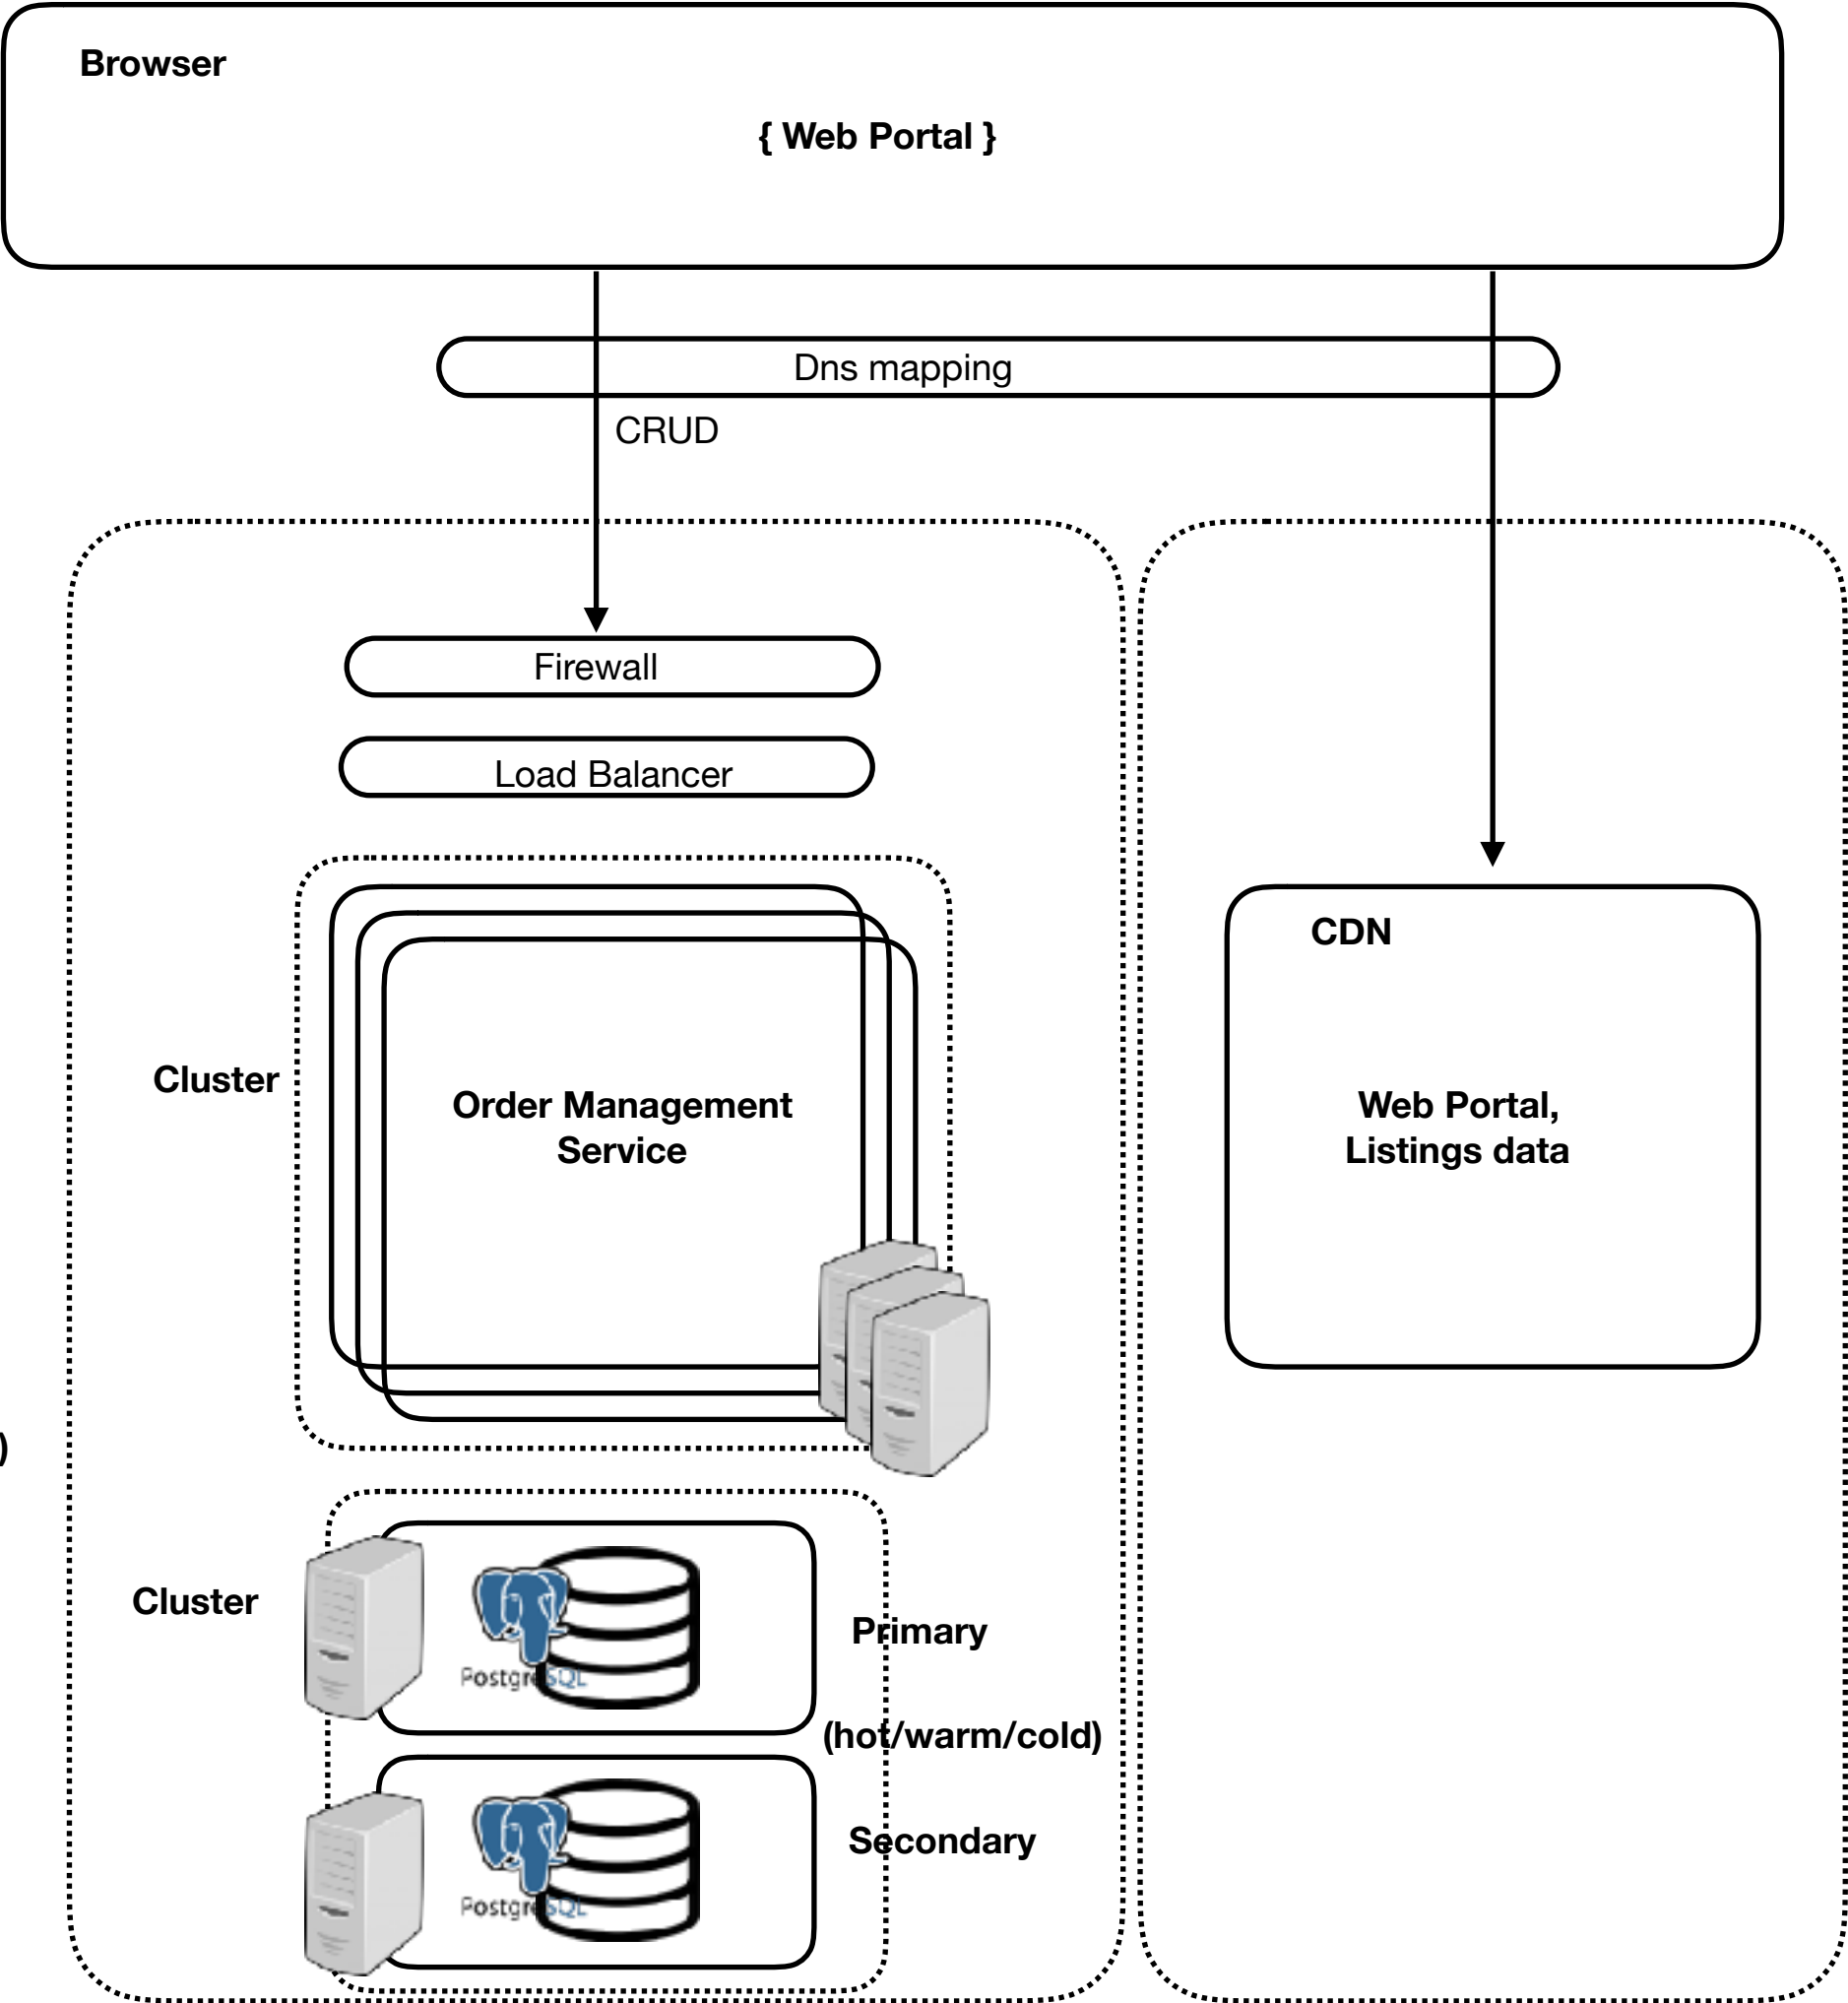 Browser
{ Web Portal }
Dns mapping
CRUD
Firewall
Load Balancer
CDN
Cluster
Order Management
Service
Web Portal,
Listings data
)
Cluster
PostgreSQL
Primary
(hot/warm/cold)
PostgreSQL
Secondary